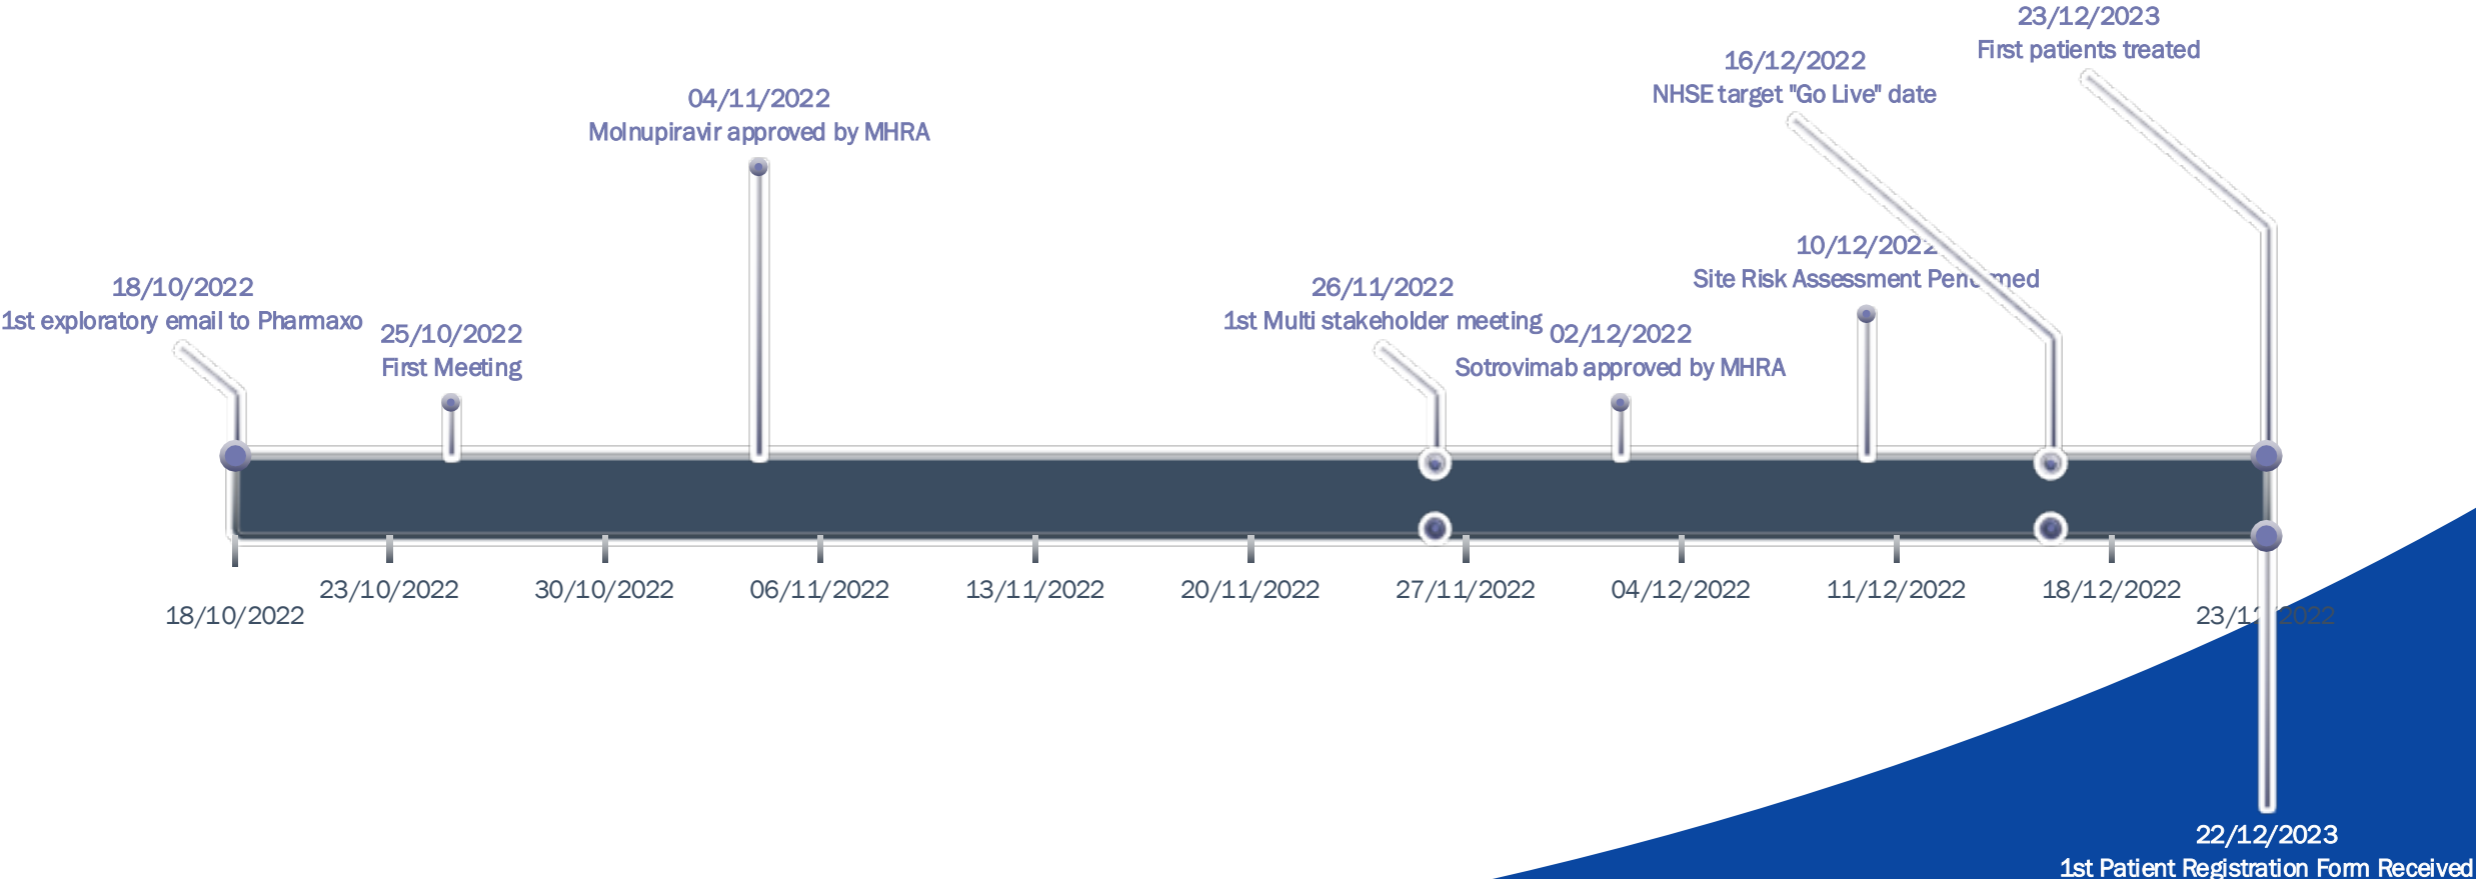 23/12/2023
First patients treated
16/12/2022
NHSE target "Go Live" date
04/11/2022
Molnupiravir approved by MHRA
10/12/2022
Site Risk Assessment Performed
18/10/2022
1st exploratory email to Pharmaxo
26/11/2022
1st Multi stakeholder meeting
25/10/2022
First Meeting
02/12/2022
Sotrovimab approved by MHRA
23/10/2022
30/10/2022
06/11/2022
13/11/2022
20/11/2022
27/11/2022
04/12/2022
11/12/2022
18/12/2022
18/10/2022
23/12/2022
22/12/2023
1st Patient Registration Form Received